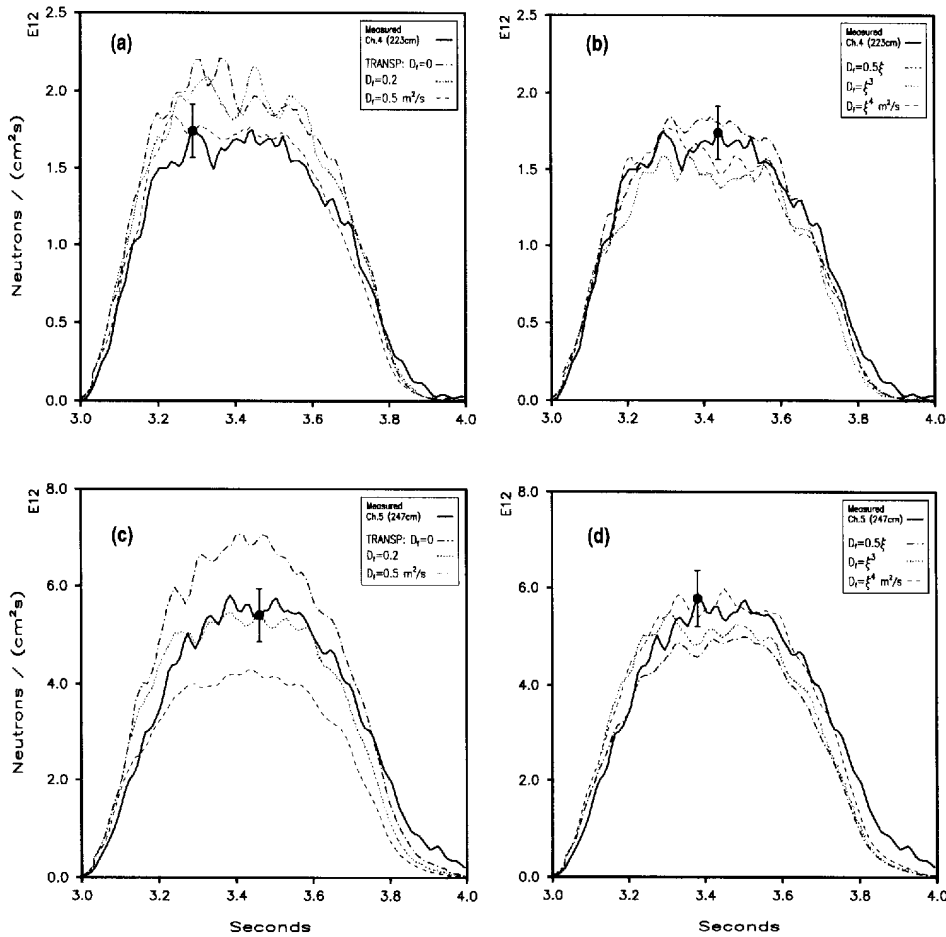 E12
(a)
Measured
Ch.4 (223cm)
TRANSP: D_f=0
D_f=0.2
D_f=0.5 m²/s
2.5
2.0
1.5
1.0
0.5
0.0
3.0 3.2 3.4 3.6 3.8 4.0
Neutrons / (cm²s)
E12
(b)
Measured
Ch.4 (223cm)
D_f=0.5ξ
D_f=ξ³
D_f=ξ⁴ m²/s
2.5
2.0
1.5
1.0
0.5
0.0
3.0 3.2 3.4 3.6 3.8 4.0
E12
(c)
Measured
Ch.5 (247cm)
TRANSP: D_f=0
D_f=0.2
D_f=0.5 m²/s
8.0
6.0
4.0
2.0
0.0
3.0 3.2 3.4 3.6 3.8 4.0
Neutrons / (cm²s)
Seconds
E12
(d)
Measured
Ch.5 (247cm)
D_f=0.5ξ
D_f=ξ³
D_f=ξ⁴ m²/s
8.0
6.0
4.0
2.0
0.0
3.0 3.2 3.4 3.6 3.8 4.0
Seconds